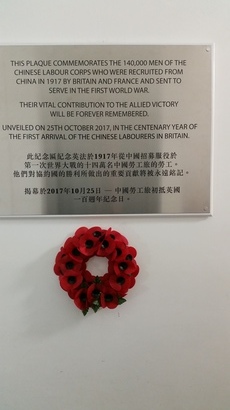 THIS PLAQUE COMMEMORATES THE 140,000 MEN OF THE
CHINESE LABOUR CORPS WHO WERE RECRUITED FROM
CHINA IN 1917 BY BRITAIN AND FRANCE AND SENT TO
SERVE IN THE FIRST WORLD WAR.
THEIR VITAL CONTRIBUTION TO THE ALLIED VICTORY
WILL BE FOREVER REMEMBERED.
UNVEILED ON 25TH OCTOBER 2017, IN THE CENTENARY YEAR OF
THE FIRST ARRIVAL OF THE CHINESE LABOURERS IN BRITAIN.
此紀念匾紀念英法於1917年從中國招募服役於
第一次世界大戰的十四萬名中國勞工旅的勞工。
他們對協約國的勝利所做出的重要貢獻將被永遠銘記。
揭幕於2017年10月25日 — 中國勞工旅初抵英國
一百週年紀念日。